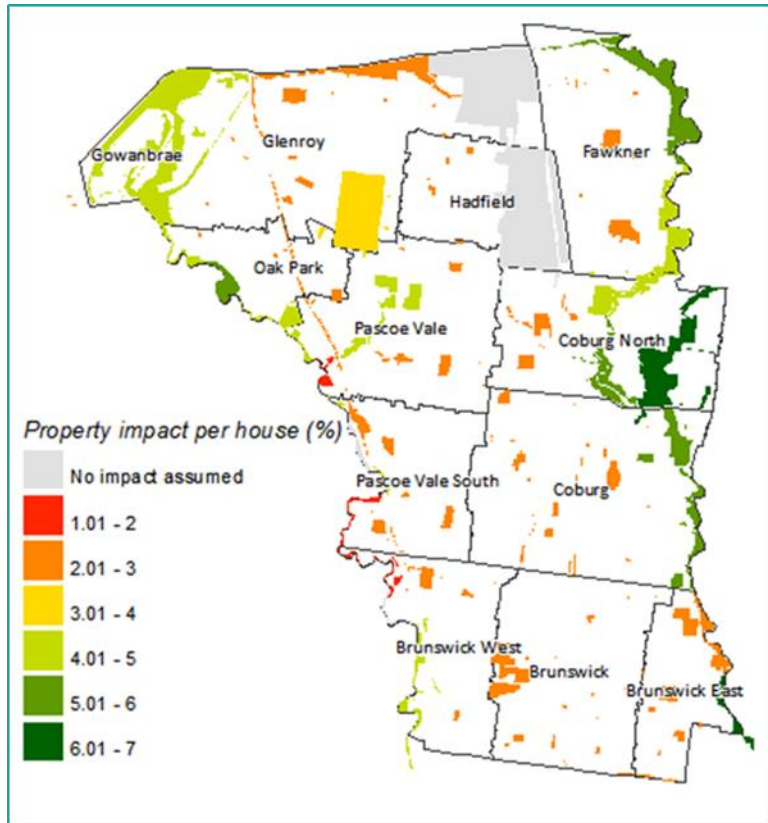 Gowanbrae
Glenroy
Fawkner
Hadfield
Oak Park
Pascoe Vale
Coburg North
Property impact per house (%)
No impact assumed
1.01 - 2
2.01 - 3
3.01 - 4
4.01 - 5
5.01 - 6
6.01 - 7
Pascoe Vale South
Coburg
Brunswick West
Brunswick
Brunswick East